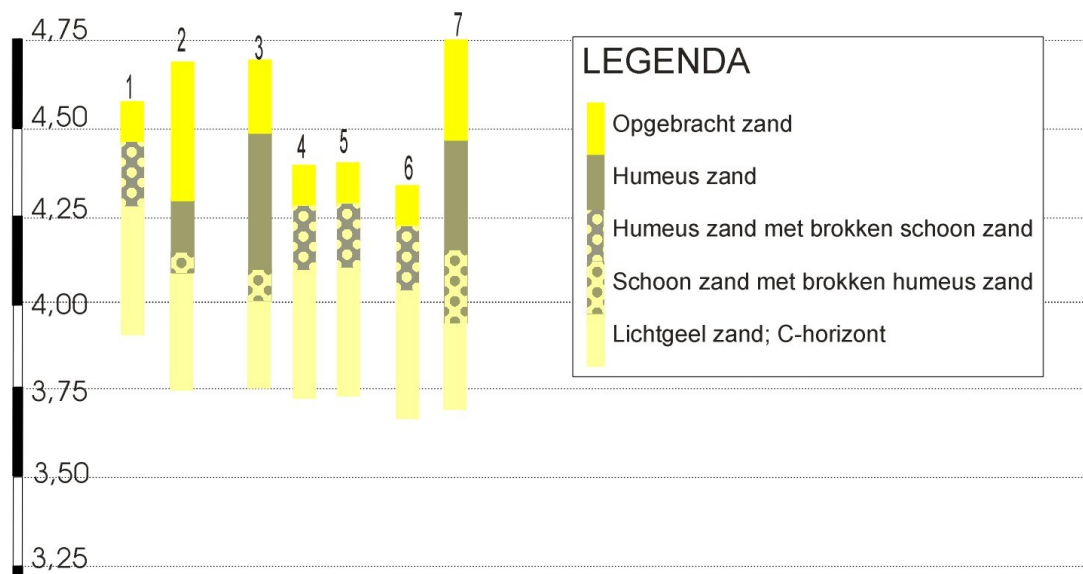 4,75
4,50
4,25
4,00
3,75
3,50
3,25
1
2
3
4
5
6
7
LEGENDA
Opgebracht zand
Humeus zand
Humeus zand met brokken schoon zand
Schoon zand met brokken humeus zand
Lichtgeel zand; C-horizont